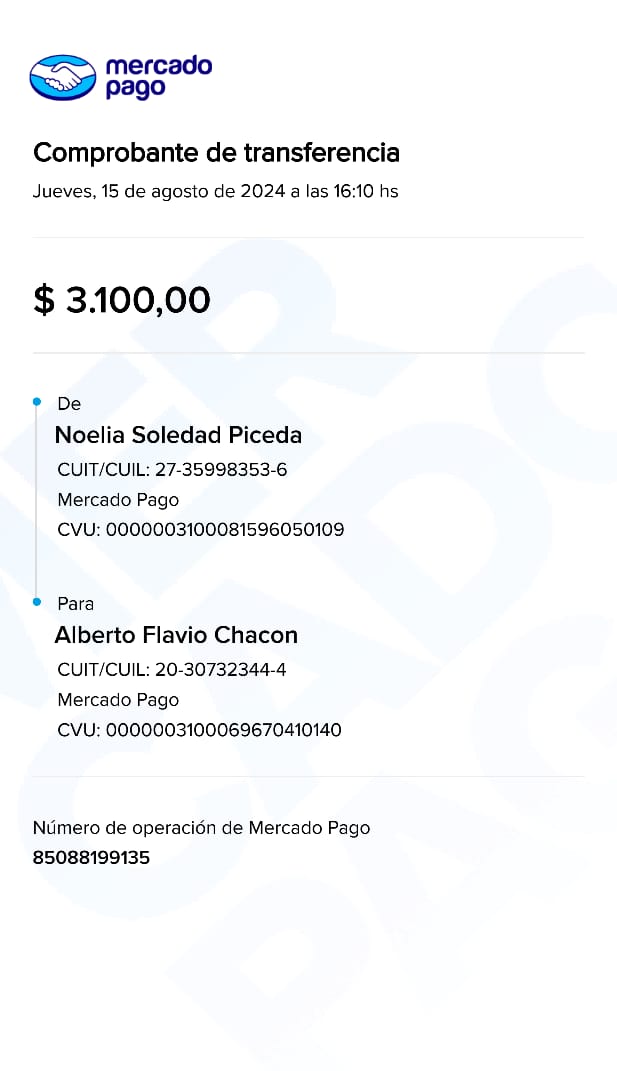 mercado
pago
Comprobante de transferencia
Jueves, 15 de agosto de 2024 a las 16:10 hs
$ 3.100,00
De
Noelia Soledad Piceda
CUIT/CUIL: 27-35998353-6
Mercado Pago
CVU: 0000003100081596050109
Para
Alberto Flavio Chacon
CUIT/CUIL: 20-30732344-4
Mercado Pago
CVU: 0000003100069670410140
Número de operación de Mercado Pago
85088199135
MERCADO
PAGO